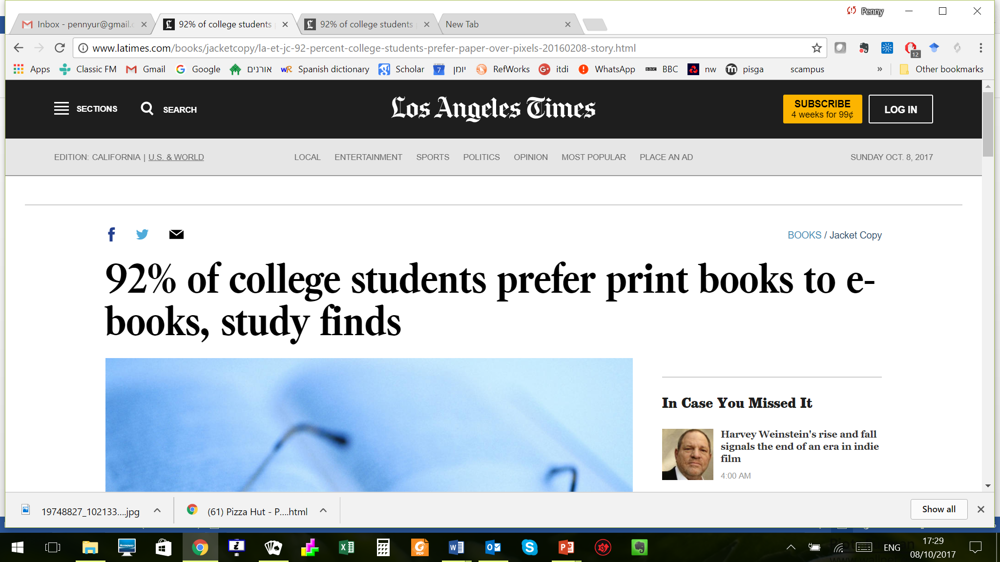 Penny
Inbox - pennyur@gmail.c
92% of college students
92% of college students
New Tab
www.latimes.com/books/jacketcopy/la-et-jc-92-percent-college-students-prefer-paper-over-pixels-20160208-story.html
12
Apps Classic FM Gmail Google אורנים Spanish dictionary Scholar 7 יומן RefWorks itdi WhatsApp BBC BBC nw pisga scampus » Other bookmarks
SECTIONS SEARCH
Los Angeles Times
SUBSCRIBE
4 weeks for 99¢
LOG IN
EDITION: CALIFORNIA | U.S. & WORLD
LOCAL ENTERTAINMENT SPORTS POLITICS OPINION MOST POPULAR PLACE AN AD
SUNDAY OCT. 8, 2017
BOOKS / Jacket Copy
92% of college students prefer print books to e-
books, study finds
In Case You Missed It
Harvey Weinstein's rise and fall
signals the end of an era in indie
film
4:00 AM
19748827_102133....jpg
(61) Pizza Hut - P....html
Show all
lenovo
PDF
ENG
17:29
08/10/2017